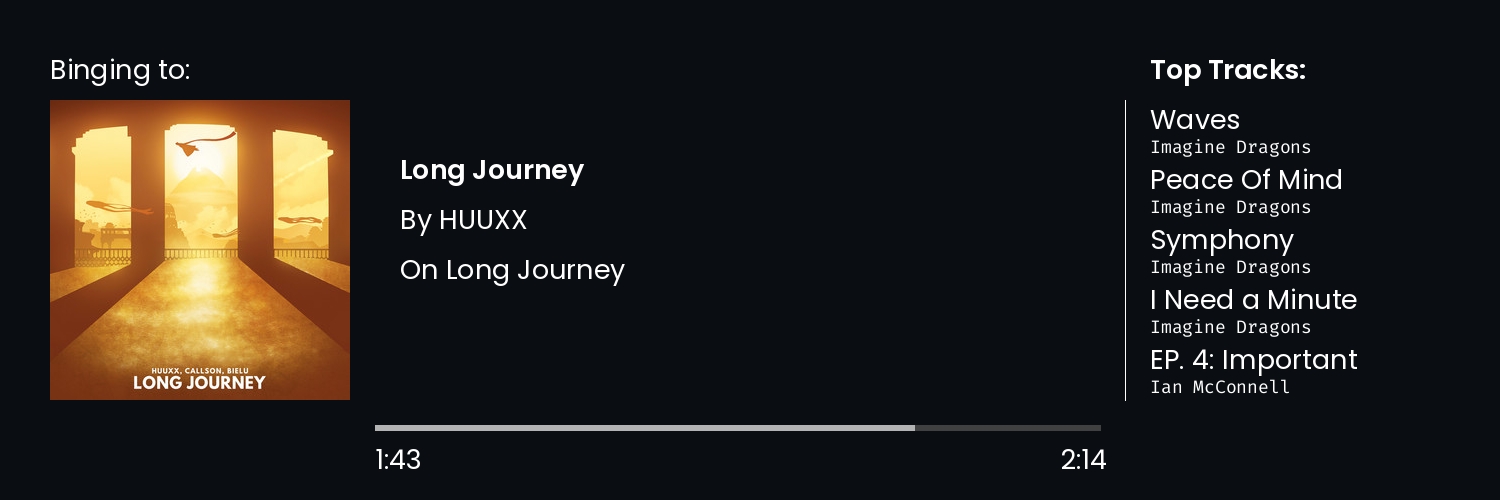 Binging to:
HUUXX, CALLSON, BIELU
LONG JOURNEY
Long Journey
By HUUXX
On Long Journey
1:43
2:14
Top Tracks:
Waves
Imagine Dragons
Peace Of Mind
Imagine Dragons
Symphony
Imagine Dragons
I Need a Minute
Imagine Dragons
EP. 4: Important
Ian McConnell